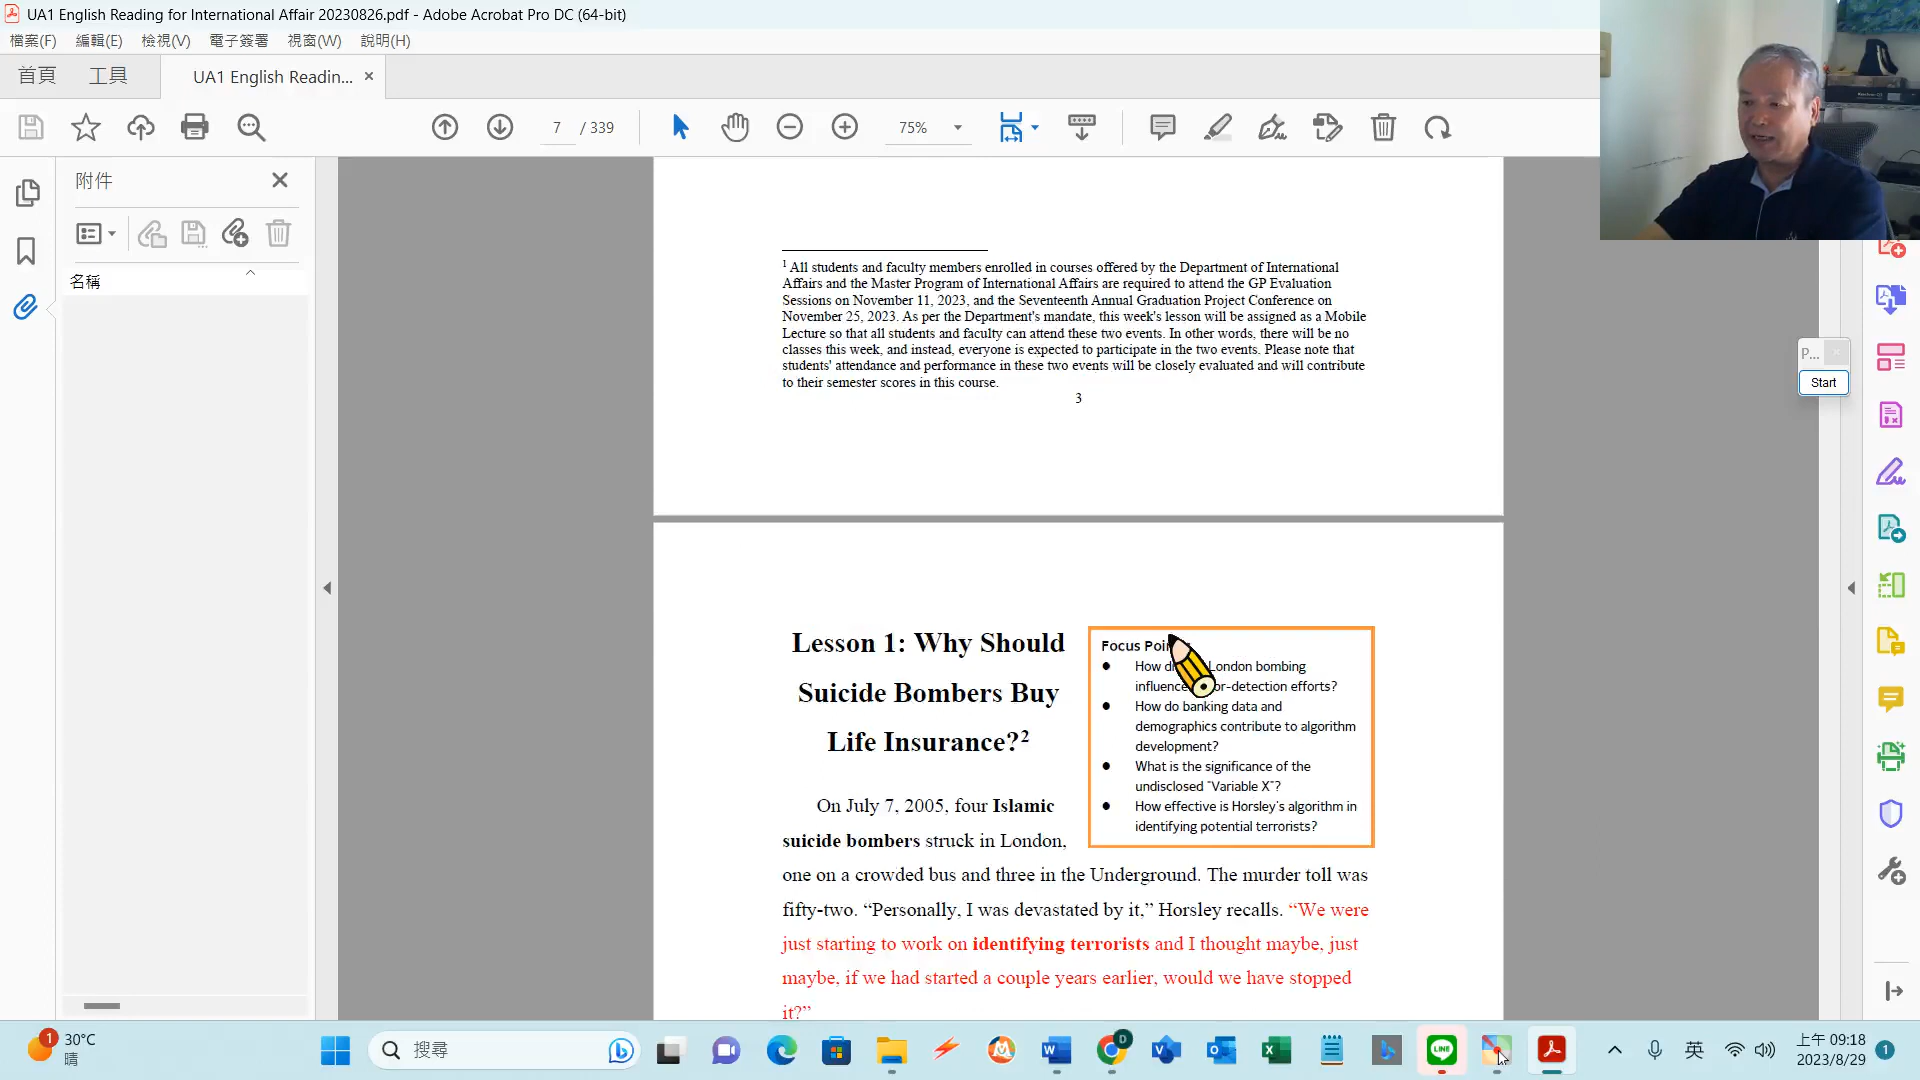 UA1 English Reading for International Affair 20230826.pdf - Adobe Acrobat Pro DC (64-bit)
檔案(F) 編輯(E) 檢視(V) 電子簽署 視窗(W) 說明(H)
首頁 工具 UA1 English Readin... ×
7 / 339 75%
附件
名稱
1 All students and faculty members enrolled in courses offered by the Department of International
Affairs and the Master Program of International Affairs are required to attend the GP Evaluation
Sessions on November 11, 2023, and the Seventeenth Annual Graduation Project Conference on
November 25, 2023. As per the Department's mandate, this week's lesson will be assigned as a Mobile
Lecture so that all students and faculty can attend these two events. In other words, there will be no
classes this week, and instead, everyone is expected to participate in the two events. Please note that
students' attendance and performance in these two events will be closely evaluated and will contribute
to their semester scores in this course.
3
P...
Start
Lesson 1: Why Should
Suicide Bombers Buy
Life Insurance?2
Focus Poi
● How di London bombing
influence or-detection efforts?
● How do banking data and
demographics contribute to algorithm
development?
● What is the significance of the
undisclosed "Variable X"?
● How effective is Horsley's algorithm in
identifying potential terrorists?
On July 7, 2005, four Islamic
suicide bombers struck in London,
one on a crowded bus and three in the Underground. The murder toll was
fifty-two. “Personally, I was devastated by it,” Horsley recalls. “We were
just starting to work on identifying terrorists and I thought maybe, just
maybe, if we had started a couple years earlier, would we have stopped
it?”
1 30°C
晴
搜尋
D
LINE
英
上午 09:18
2023/8/29
1